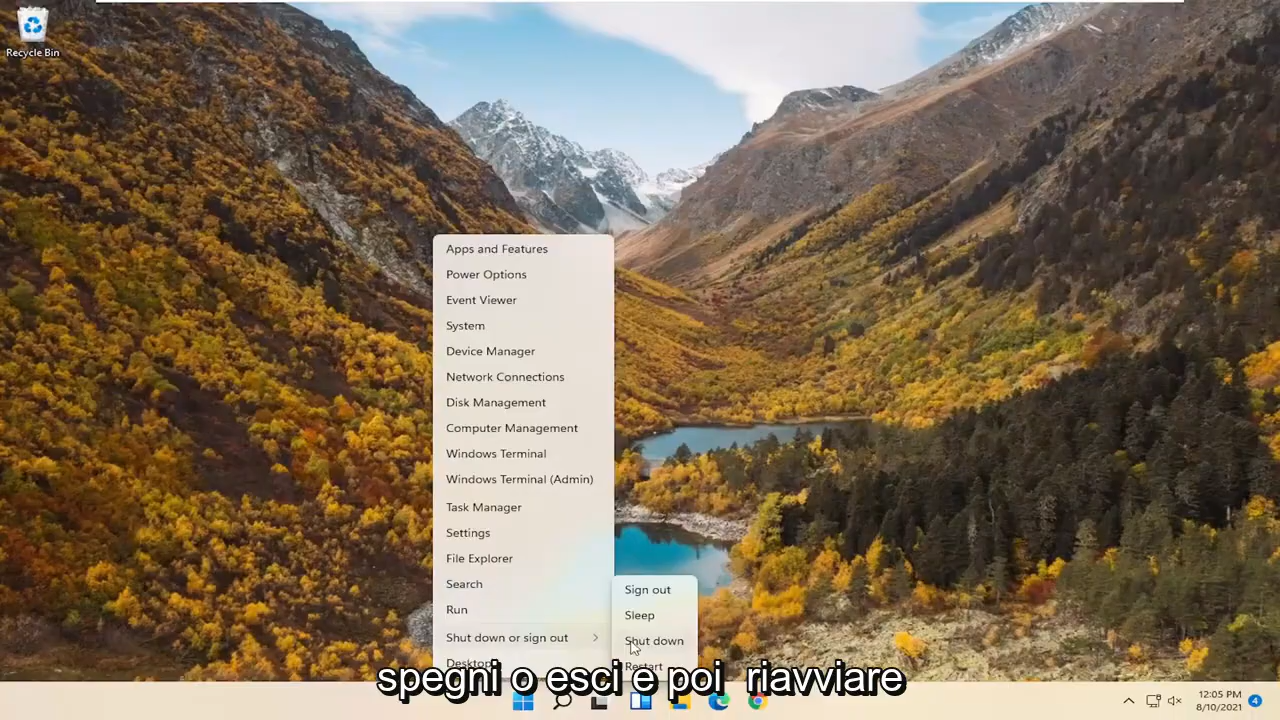 Recycle Bin
Apps and Features
Power Options
Event Viewer
System
Device Manager
Network Connections
Disk Management
Computer Management
Windows Terminal
Windows Terminal (Admin)
Task Manager
Settings
File Explorer
Search
Run
Shut down or sign out
Desktop
Sign out
Sleep
Shut down
Restart
spegni o esci e poi riavviare
12:05 PM
8/10/2021
4